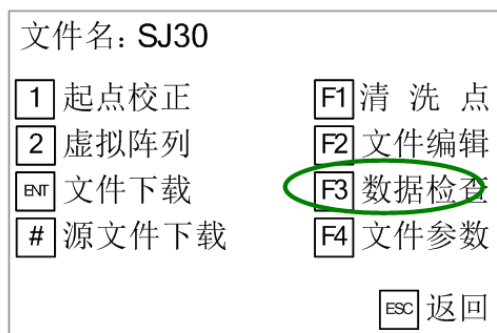 文件名: SJ30
1 起点校正 F1 清 洗 点
2 虚拟阵列 F2 文件编辑
ENT 文件下载 F3 数据检查
# 源文件下载 F4 文件参数
ESC 返回